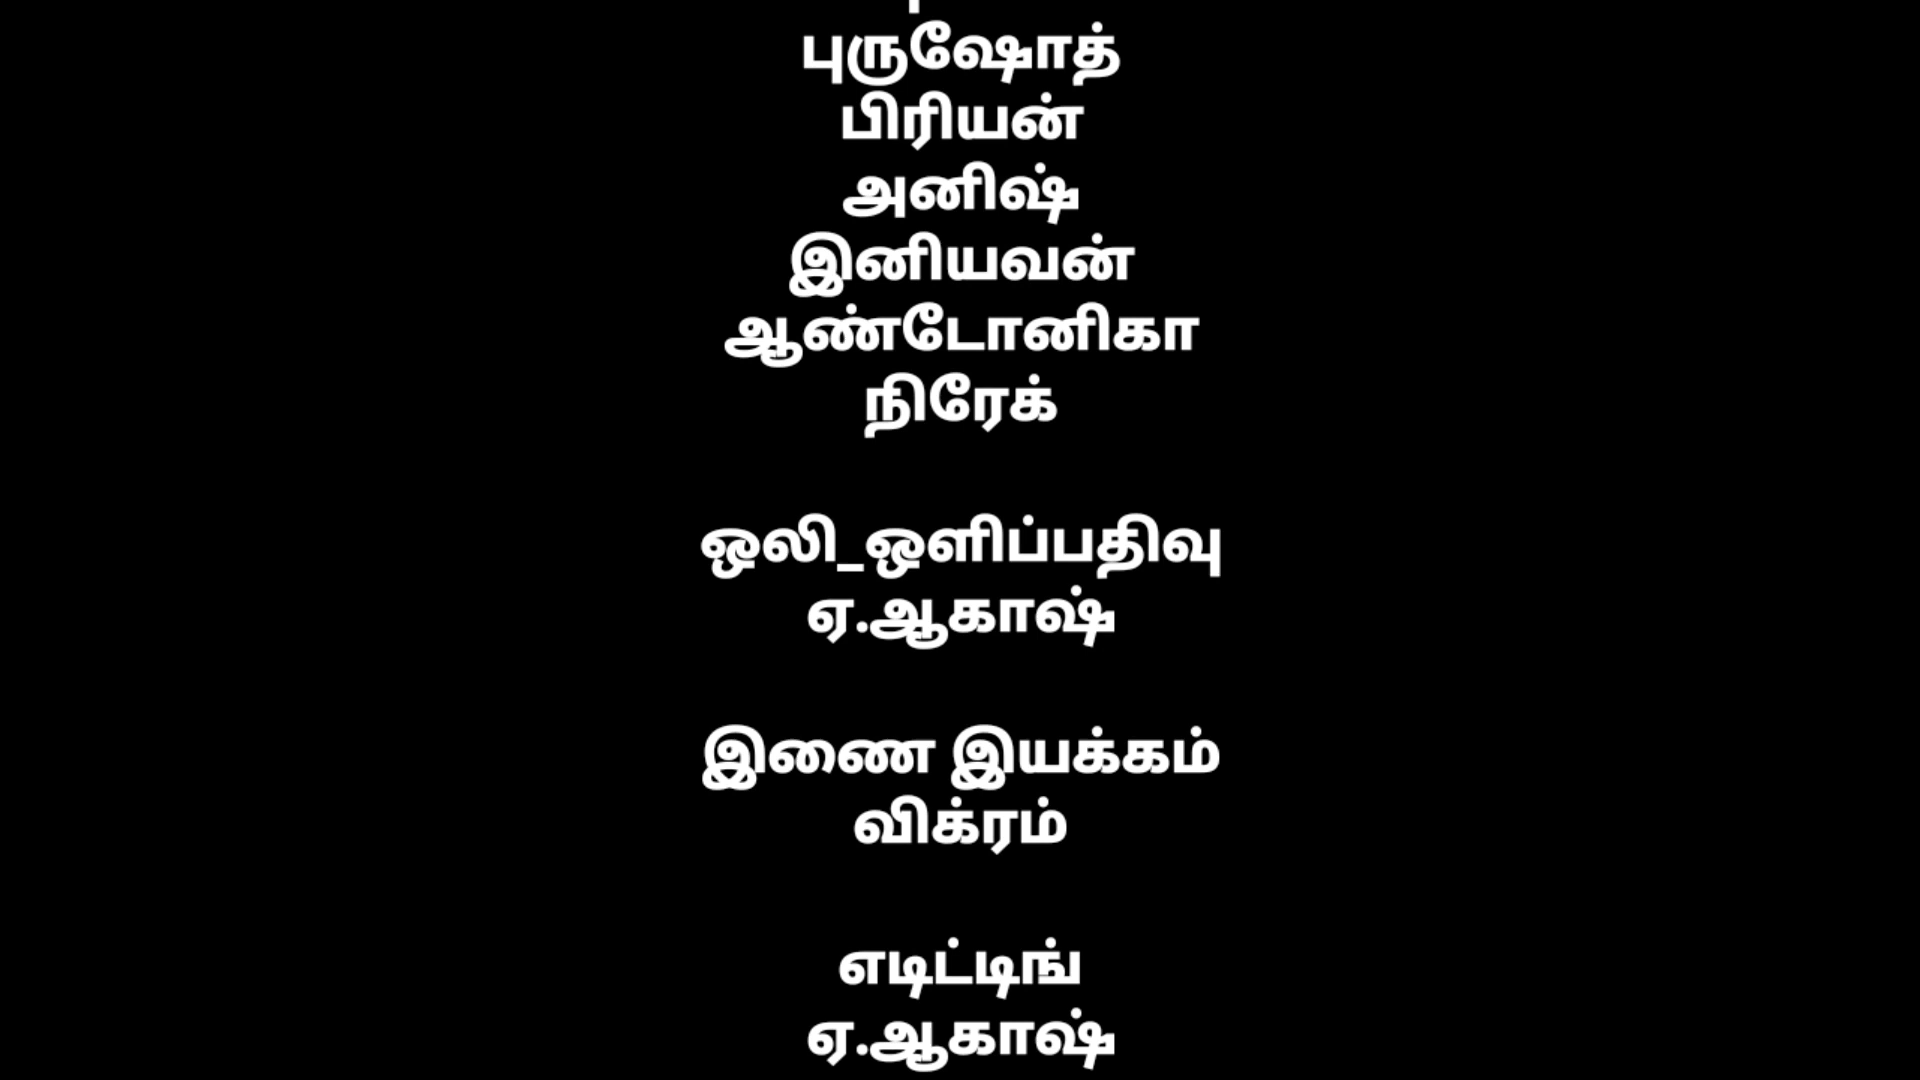 புருஷோத்
பிரியன்
அனிஷ்
இனியவன்
ஆண்டோனிகா
நிரேக்
ஒலி_ஒளிப்பதிவு
ஏ.ஆகாஷ்
இணை இயக்கம்
விக்ரம்
எடிட்டிங்
ஏ.ஆகாஷ்